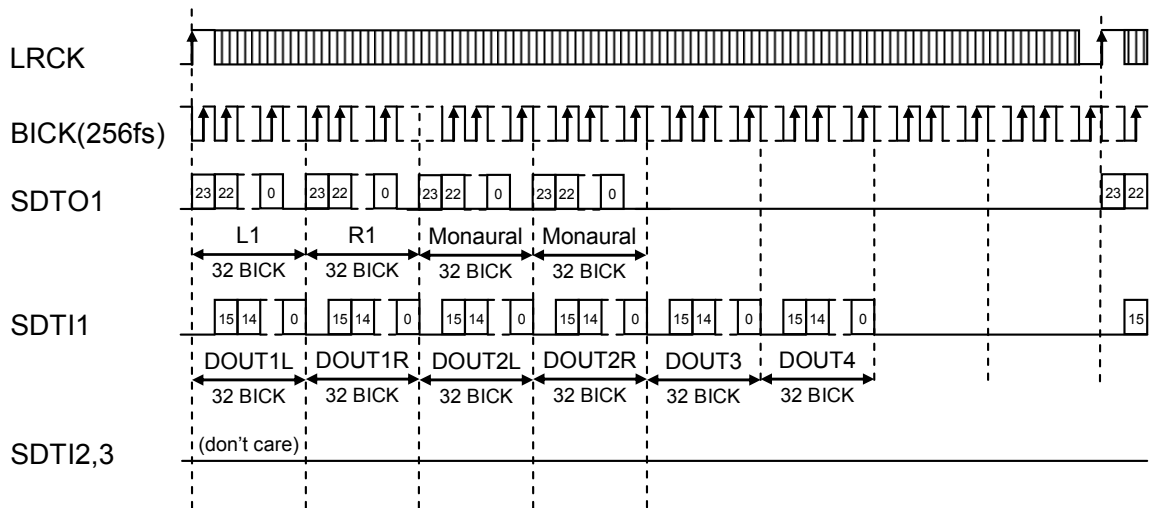 LRCK
BICK(256fs)
SDTO1
23 22 0 23 22 0 23 22 0 23 22 0 23 22
L1 R1 Monaural Monaural
32 BICK 32 BICK 32 BICK 32 BICK
SDTI1
15 14 0 15 14 0 15 14 0 15 14 0 15 14 0 15 14 0 15
DOUT1L DOUT1R DOUT2L DOUT2R DOUT3 DOUT4
32 BICK 32 BICK 32 BICK 32 BICK 32 BICK 32 BICK
(don't care)
SDTI2,3